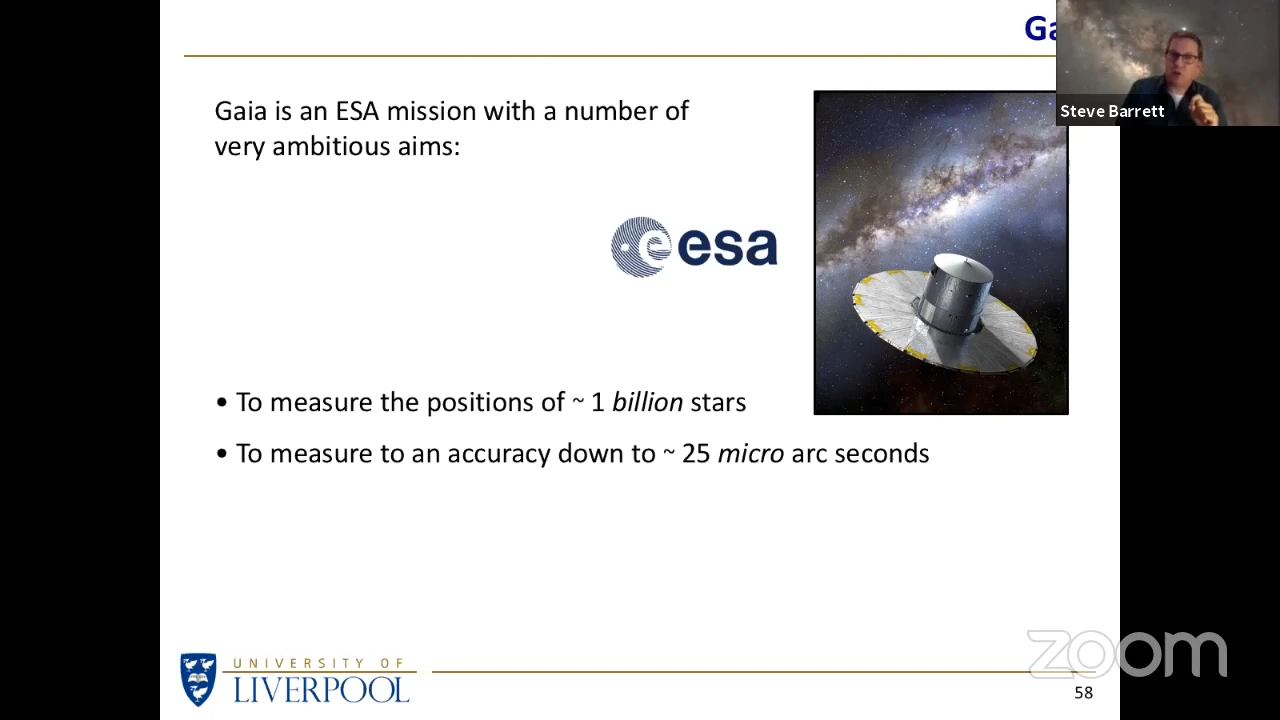 Ga
Steve Barrett
Gaia is an ESA mission with a number of
very ambitious aims:
esa
• To measure the positions of ~ 1 billion stars
• To measure to an accuracy down to ~ 25 micro arc seconds
UNIVERSITY OF
LIVERPOOL
zoom
58